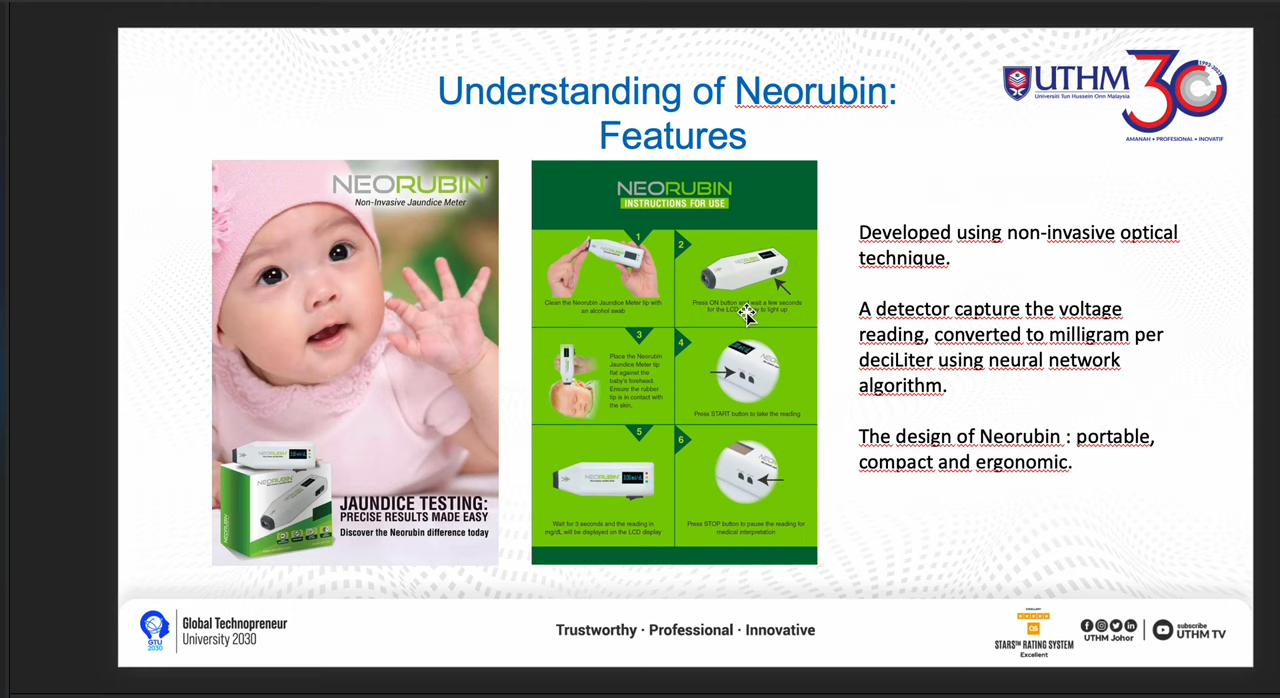 Understanding of Neorubin:
Features
UTHM
Universiti Tun Hussein Onn Malaysia
30
AMANAH • PROFESIONAL • INOVATIF
NEORUBIN
Non-Invasive Jaundice Meter
JAUNDICE TESTING:
PRECISE RESULTS MADE EASY
Discover the Neorubin difference today
NEORUBIN
INSTRUCTIONS FOR USE
1
Clean the Neorubin Jaundice Meter tip with
an alcohol swab
2
Press ON button and wait a few seconds
for the LCD to light up
3
Place the Neorubin
Jaundice Meter tip
flat against the
baby's forehead.
Ensure the rubber
tip is in contact with
the skin.
4
Press START button to take the reading
5
Wait for 3 seconds and the reading in
mg/dL will be displayed on the LCD display
6
Press STOP button to pause the reading for
medical interpretation
Developed using non-invasive optical
technique.
A detector capture the voltage
reading, converted to milligram per
deciLiter using neural network
algorithm.
The design of Neorubin : portable,
compact and ergonomic.
GTU
2030
Global Technopreneur
University 2030
Trustworthy · Professional · Innovative
QS
STARS™ RATING SYSTEM
Excellent
UTHM Johor
subscribe
UTHM TV